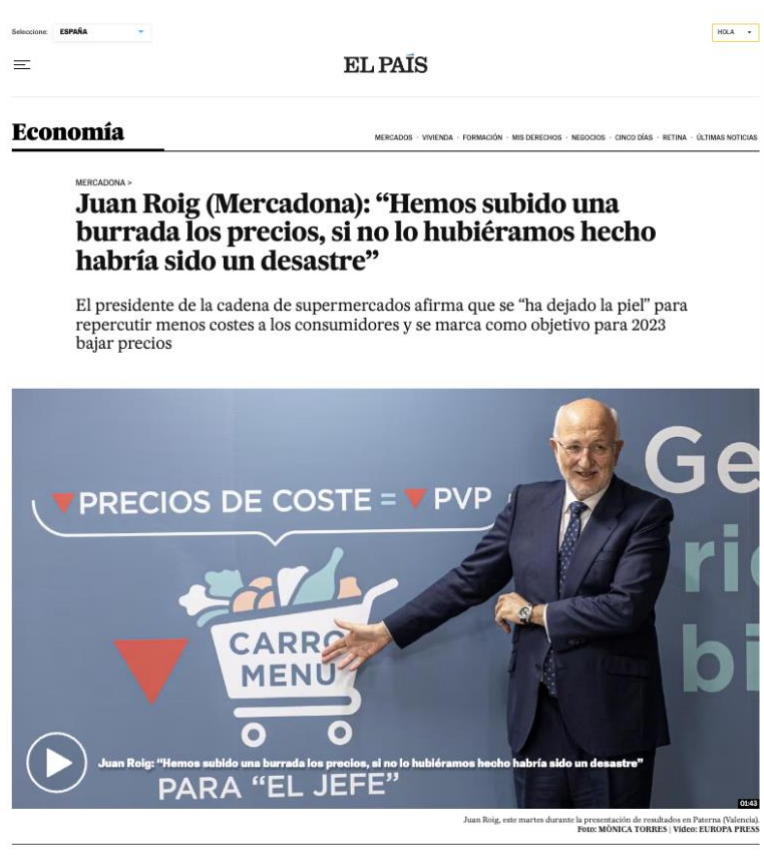 Seleccione: ESPAÑA
HOLA
EL PAÍS
Economía
MERCADOS · VIVIENDA · FORMACIÓN · MIS DERECHOS · NEGOCIOS · CINCO DÍAS · RETINA · ÚLTIMAS NOTICIAS
MERCADONA >
Juan Roig (Mercadona): “Hemos subido una
burrada los precios, si no lo hubiéramos hecho
habría sido un desastre”
El presidente de la cadena de supermercados afirma que se “ha dejado la piel” para
repercutir menos costes a los consumidores y se marca como objetivo para 2023
bajar precios
Ge
PRECIOS DE COSTE = PVP
ri
CARRO
MENÚ
bi
Juan Roig: “Hemos subido una burrada los precios, si no lo hubiéramos hecho habría sido un desastre”
PARA “EL JEFE”
01:43
Juan Roig, este martes durante la presentación de resultados en Paterna (Valencia).
Foto: MÒNICA TORRES | Vídeo: EUROPA PRESS